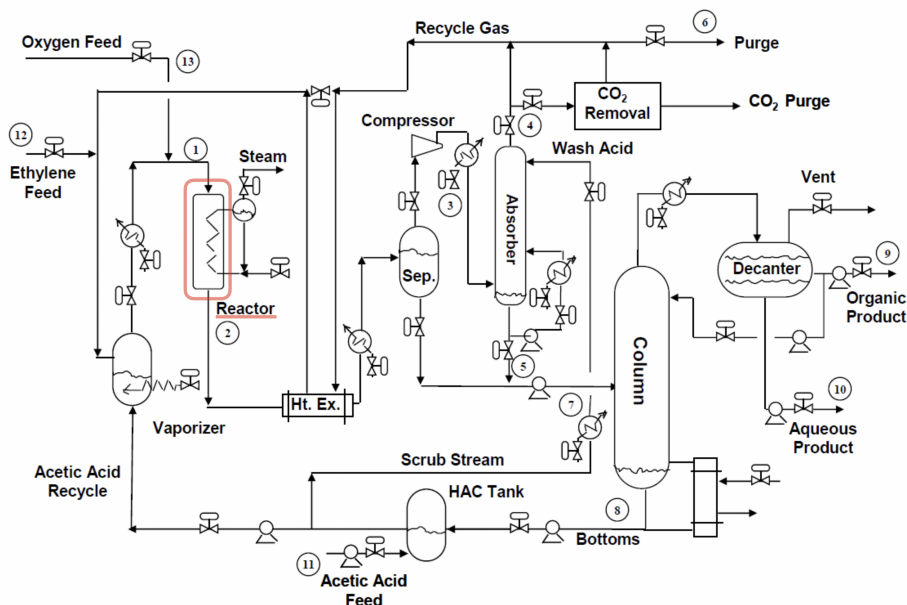 Recycle Gas
6
Oxygen Feed
13
Purge
CO2
Removal
CO2 Purge
Compressor
4
12
Ethylene
Feed
1
Steam
Wash Acid
3
Absorber
Vent
Sep.
Decanter
9
Organic
Product
Reactor
2
Column
5
Ht. Ex.
7
10
Aqueous
Product
Vaporizer
Acetic Acid
Recycle
Scrub Stream
HAC Tank
8
Bottoms
11
Acetic Acid
Feed